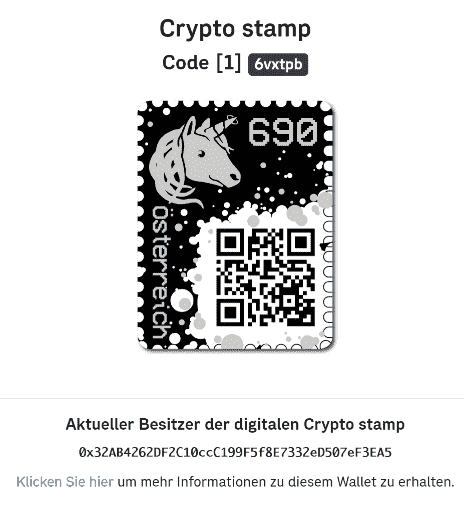 Crypto stamp
Code [1] 6vxtpb
690
österreich
Aktueller Besitzer der digitalen Crypto stamp
0x32AB4262DF2C10ccC199F5f8E7332eD507eF3EA5
Klicken Sie hier um mehr Informationen zu diesem Wallet zu erhalten.